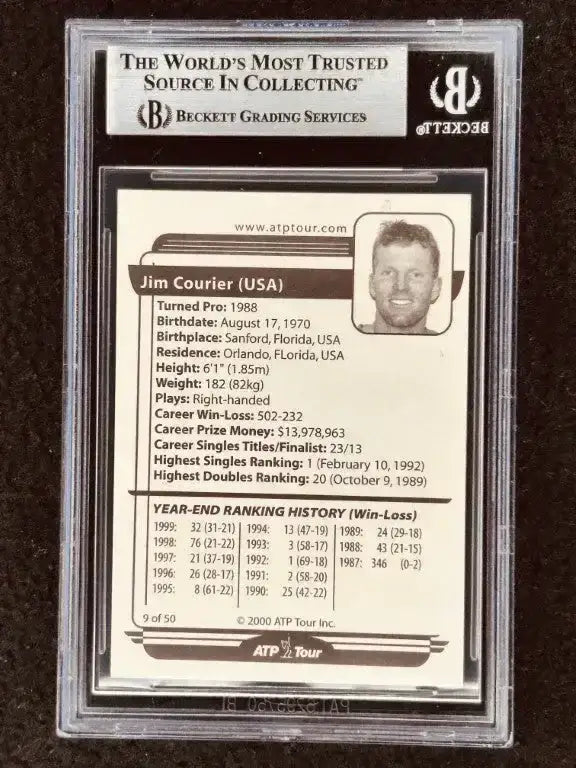 THE WORLD'S MOST TRUSTED
SOURCE IN COLLECTING™
B BECKETT GRADING SERVICES
B
BECKETT®
www.atptour.com
Jim Courier (USA)
Turned Pro: 1988
Birthdate: August 17, 1970
Birthplace: Sanford, Florida, USA
Residence: Orlando, FLorida, USA
Height: 6'1" (1.85m)
Weight: 182 (82kg)
Plays: Right-handed
Career Win-Loss: 502-232
Career Prize Money: $13,978,963
Career Singles Titles/Finalist: 23/13
Highest Singles Ranking: 1 (February 10, 1992)
Highest Doubles Ranking: 20 (October 9, 1989)
YEAR-END RANKING HISTORY (Win-Loss)
1999: 32 (31-21) 1994: 13 (47-19) 1989: 24 (29-18)
1998: 76 (21-22) 1993: 3 (58-17) 1988: 43 (21-15)
1997: 21 (37-19) 1992: 1 (69-18) 1987: 346 (0-2)
1996: 26 (28-17) 1991: 2 (58-20)
1995: 8 (61-22) 1990: 25 (42-22)
9 of 50 © 2000 ATP Tour Inc.
ATP Tour